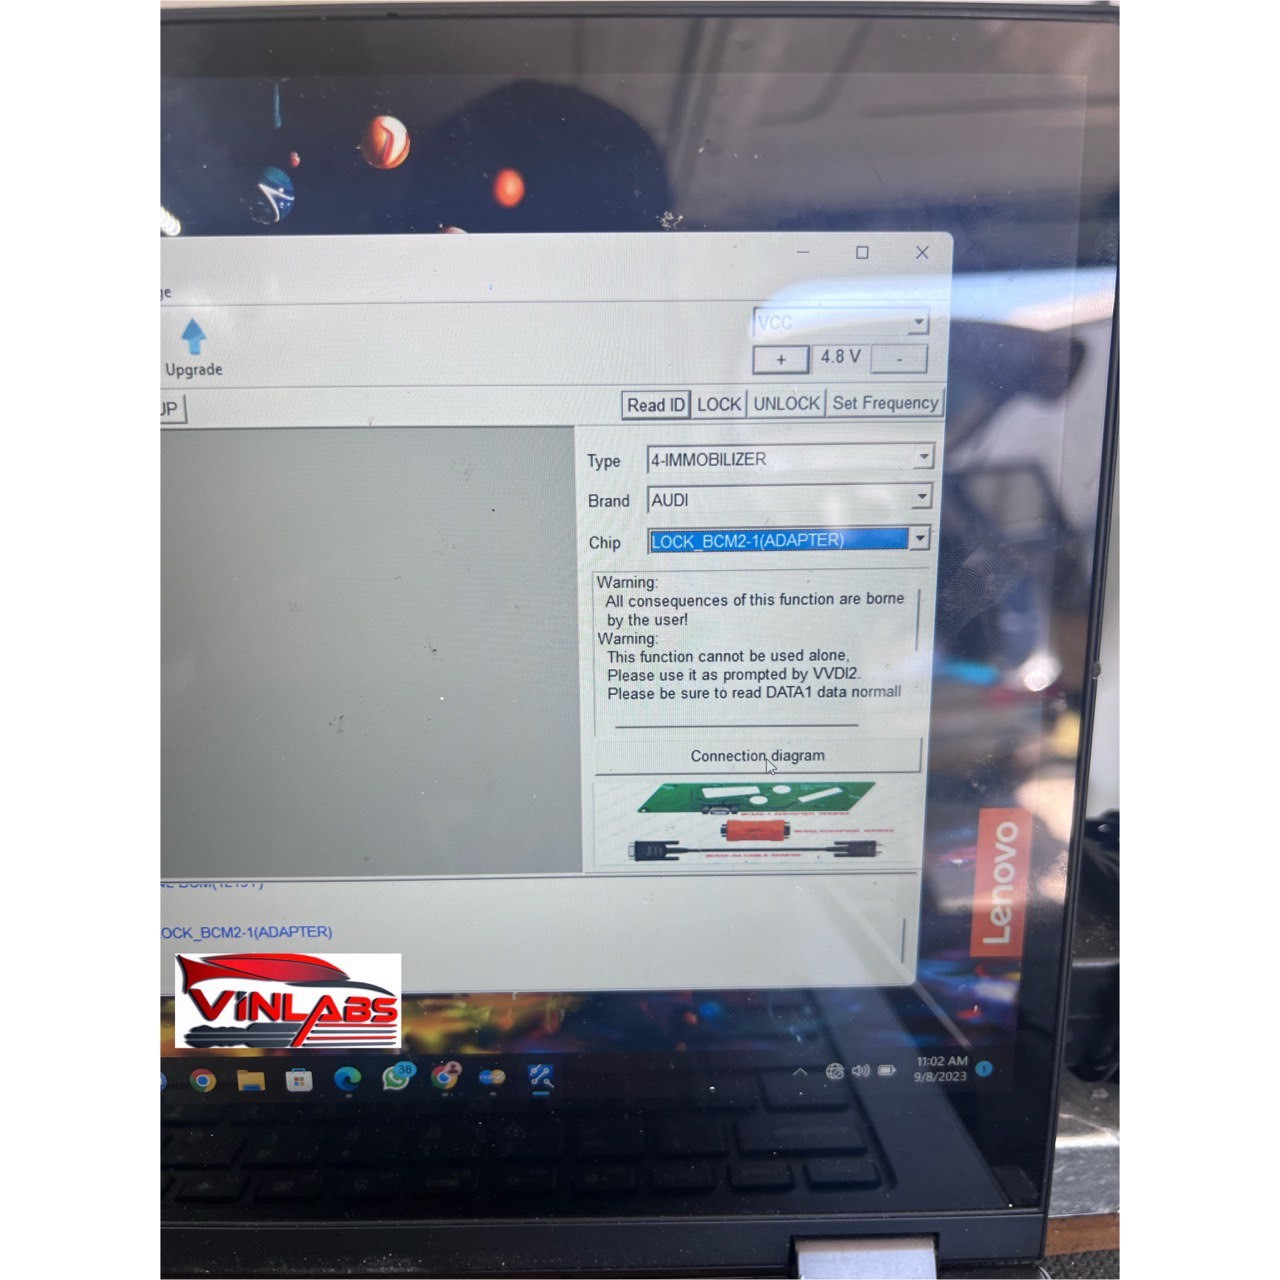 Upgrade
VCC
+ 4.8 V -
Read ID LOCK UNLOCK Set Frequency
Type 4-IMMOBILIZER
Brand AUDI
Chip LOCK_BCM2-1(ADAPTER)
Warning:
All consequences of this function are borne
by the user!
Warning:
This function cannot be used alone,
Please use it as prompted by VVDI2.
Please be sure to read DATA1 data normall
Connection diagram
OCK_BCM2-1(ADAPTER)
VINLABS
Lenovo
38
11:02 AM
9/8/2023
1